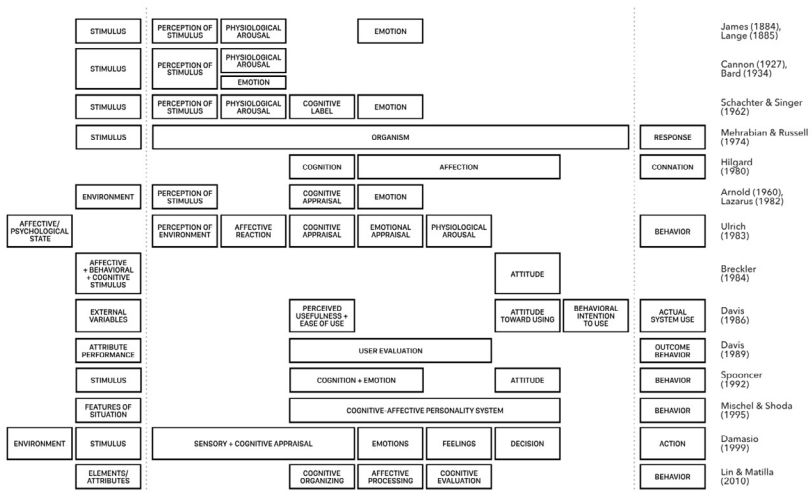 STIMULUS
PERCEPTION OF
STIMULUS
PHYSIOLOGICAL
AROUSAL
EMOTION
James (1884),
Lange (1885)
STIMULUS
PERCEPTION OF
STIMULUS
PHYSIOLOGICAL
AROUSAL
EMOTION
Cannon (1927),
Bard (1934)
STIMULUS
PERCEPTION OF
STIMULUS
PHYSIOLOGICAL
AROUSAL
COGNITIVE
LABEL
EMOTION
Schachter & Singer
(1962)
STIMULUS
ORGANISM
RESPONSE
Mehrabian & Russell
(1974)
COGNITION
AFFECTION
CONNATION
Hilgard
(1980)
ENVIRONMENT
PERCEPTION OF
STIMULUS
COGNITIVE
APPRAISAL
EMOTION
Arnold (1960),
Lazarus (1982)
AFFECTIVE/
PSYCHOLOGICAL
STATE
PERCEPTION OF
ENVIRONMENT
AFFECTIVE
REACTION
COGNITIVE
APPRAISAL
EMOTIONAL
APPRAISAL
PHYSIOLOGICAL
AROUSAL
BEHAVIOR
Ulrich
(1983)
AFFECTIVE
+ BEHAVIORAL
+ COGNITIVE
STIMULUS
ATTITUDE
Breckler
(1984)
EXTERNAL
VARIABLES
PERCEIVED
USEFULNESS +
EASE OF USE
ATTITUDE
TOWARD USING
BEHAVIORAL
INTENTION
TO USE
ACTUAL
SYSTEM USE
Davis
(1986)
ATTRIBUTE
PERFORMANCE
USER EVALUATION
OUTCOME
BEHAVIOR
Davis
(1989)
STIMULUS
COGNITION + EMOTION
ATTITUDE
BEHAVIOR
Spooncer
(1992)
FEATURES OF
SITUATION
COGNITIVE-AFFECTIVE PERSONALITY SYSTEM
BEHAVIOR
Mischel & Shoda
(1995)
ENVIRONMENT
STIMULUS
SENSORY + COGNITIVE APPRAISAL
EMOTIONS
FEELINGS
DECISION
ACTION
Damasio
(1999)
ELEMENTS/
ATTRIBUTES
COGNITIVE
ORGANIZING
AFFECTIVE
PROCESSING
COGNITIVE
EVALUATION
BEHAVIOR
Lin & Matilla
(2010)